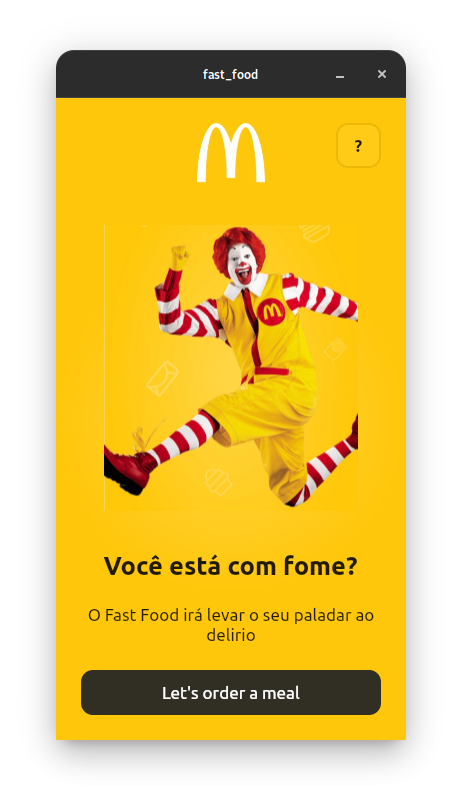 fast_food
?
Você está com fome?
O Fast Food irá levar o seu paladar ao
delirio
Let's order a meal